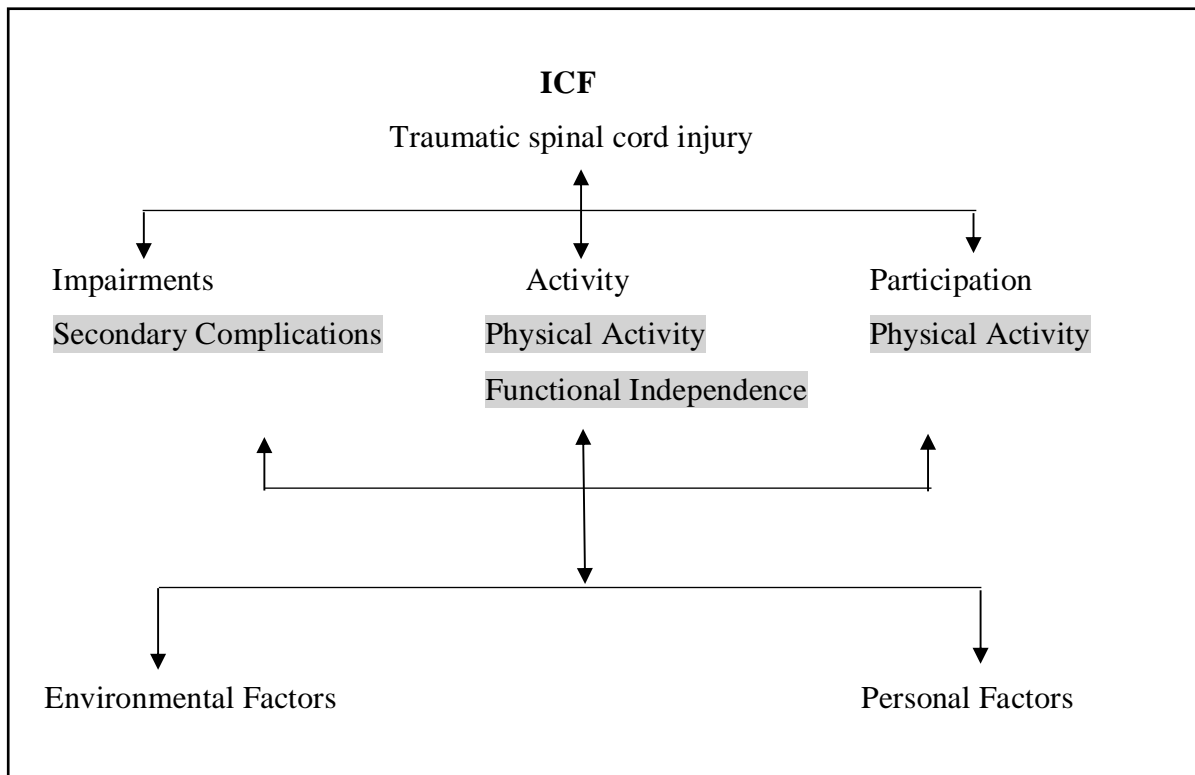 ICF
Traumatic spinal cord injury
Impairments Activity Participation
Secondary Complications Physical Activity Physical Activity
Functional Independence
Environmental Factors Personal Factors